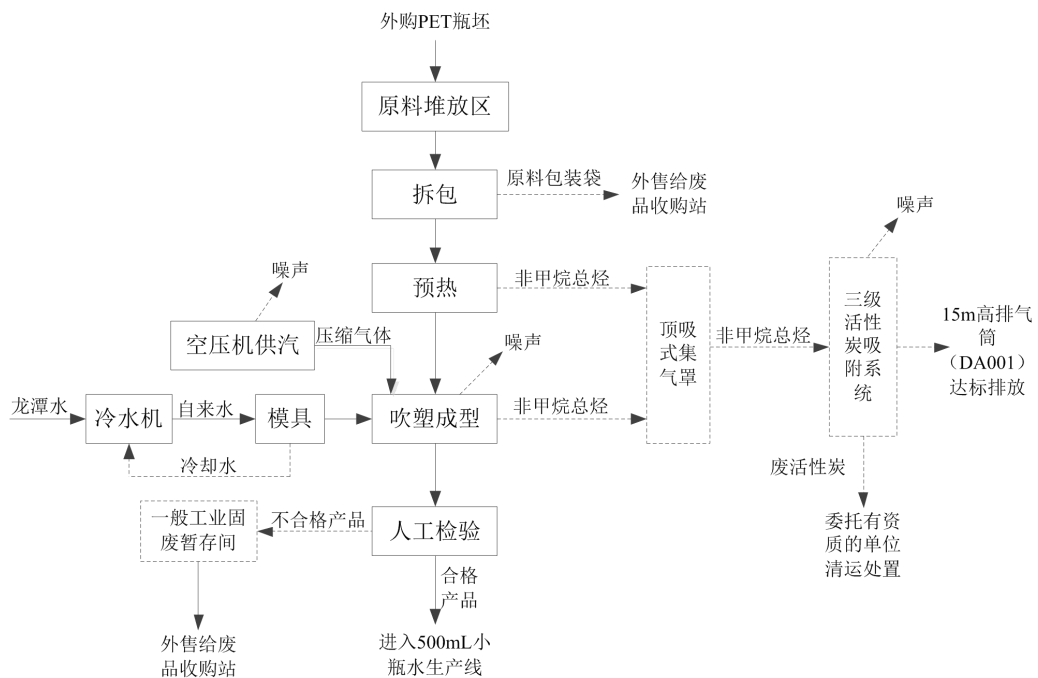 外购PET瓶坯
原料堆放区
拆包
原料包装袋
外售给废
品收购站
预热
非甲烷总烃
噪声
空压机供汽
压缩气体
噪声
顶吸
式集
气罩
非甲烷总烃
噪声
三级
活性
炭吸
附系
统
15m高排气
筒
（DA001）
达标排放
龙潭水
冷水机
自来水
模具
吹塑成型
非甲烷总烃
冷却水
废活性炭
委托有资
质的单位
清运处置
一般工业固
废暂存间
不合格产品
人工检验
合格
产品
外售给废
品收购站
进入500mL小
瓶水生产线